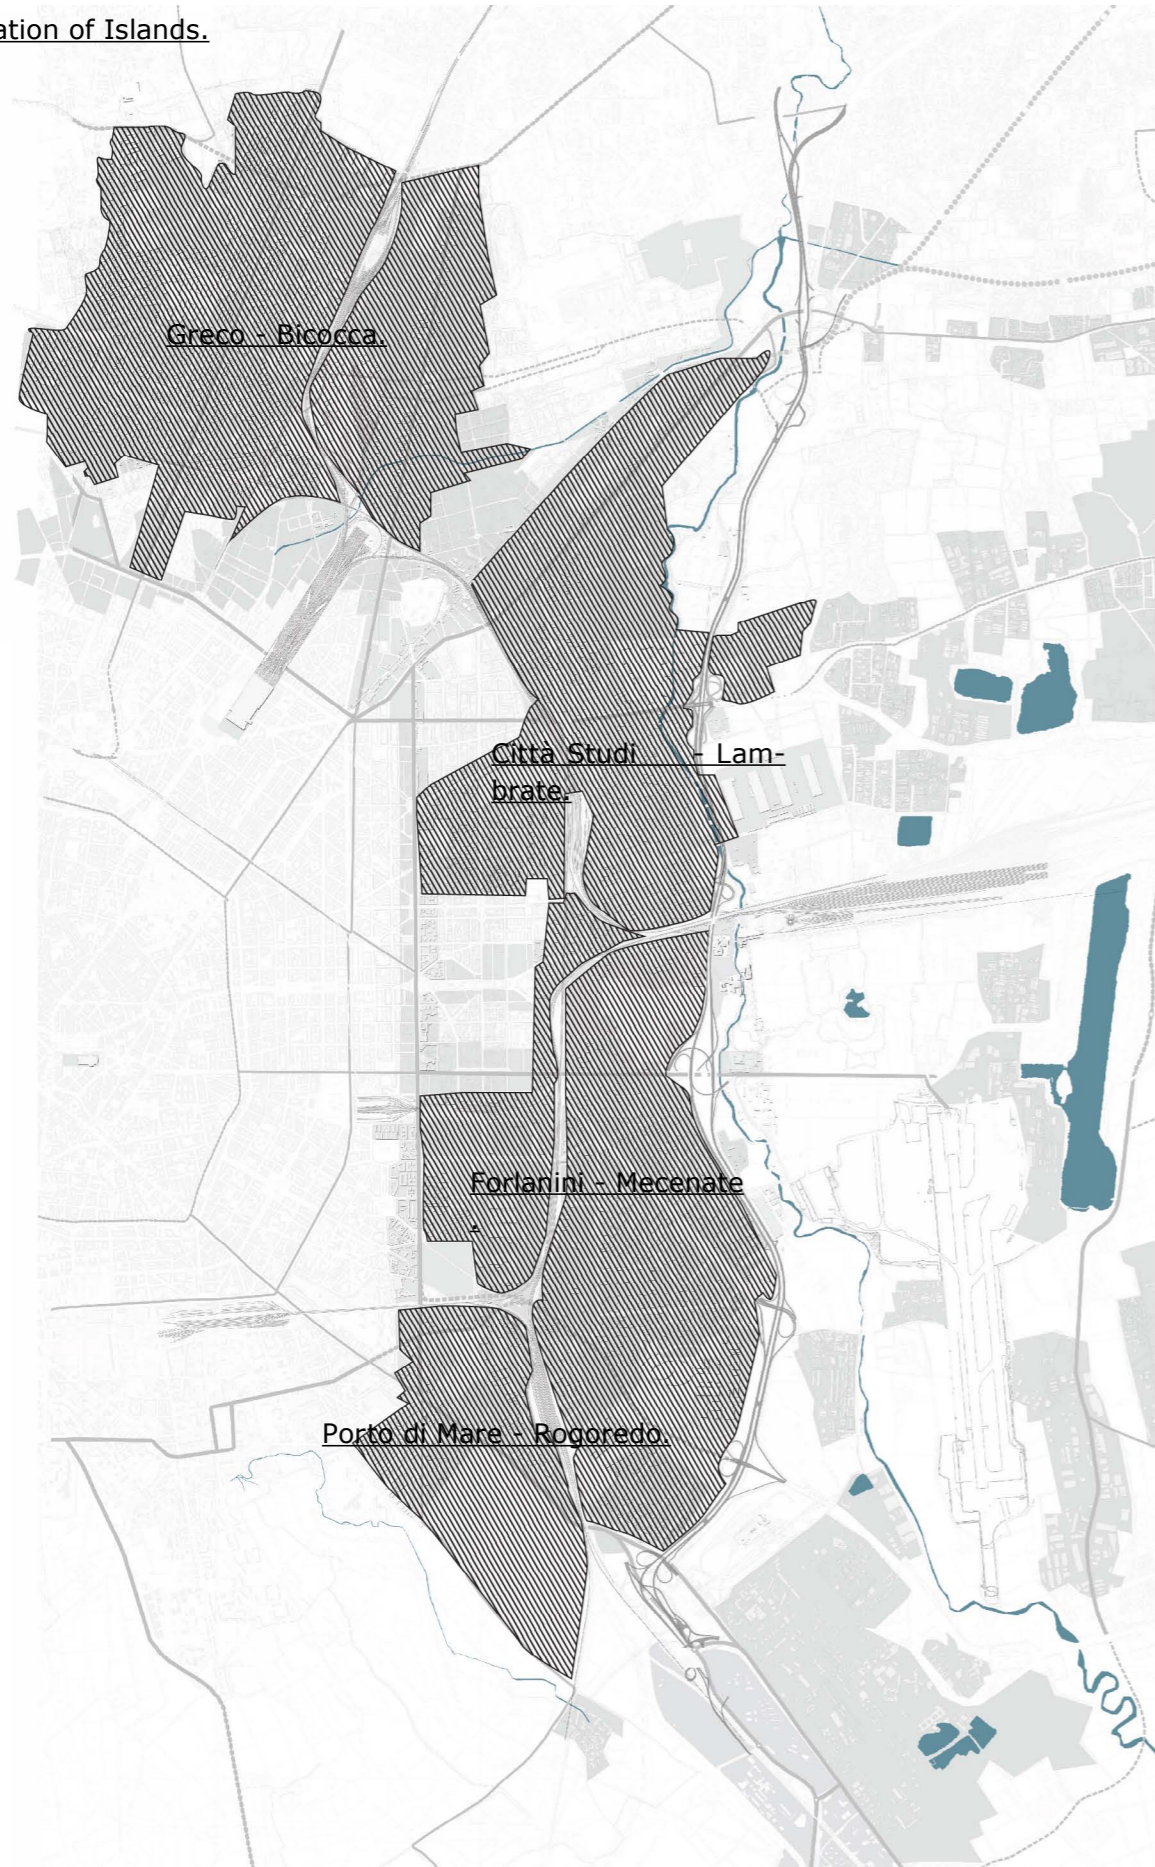 ation of Islands.
Greco - Bicocca.
Citta Studi - Lam-
brate.
Forlanini - Mecenate
.
Porto di Mare - Rogoredo.